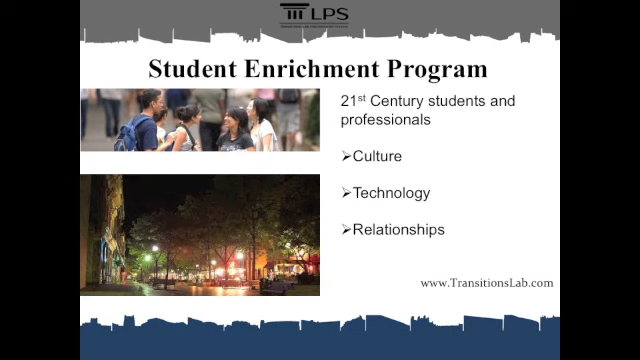 LPS
Student Enrichment Program
21st Century students and
professionals
➢Culture
➢Technology
➢Relationships
www.TransitionsLab.com